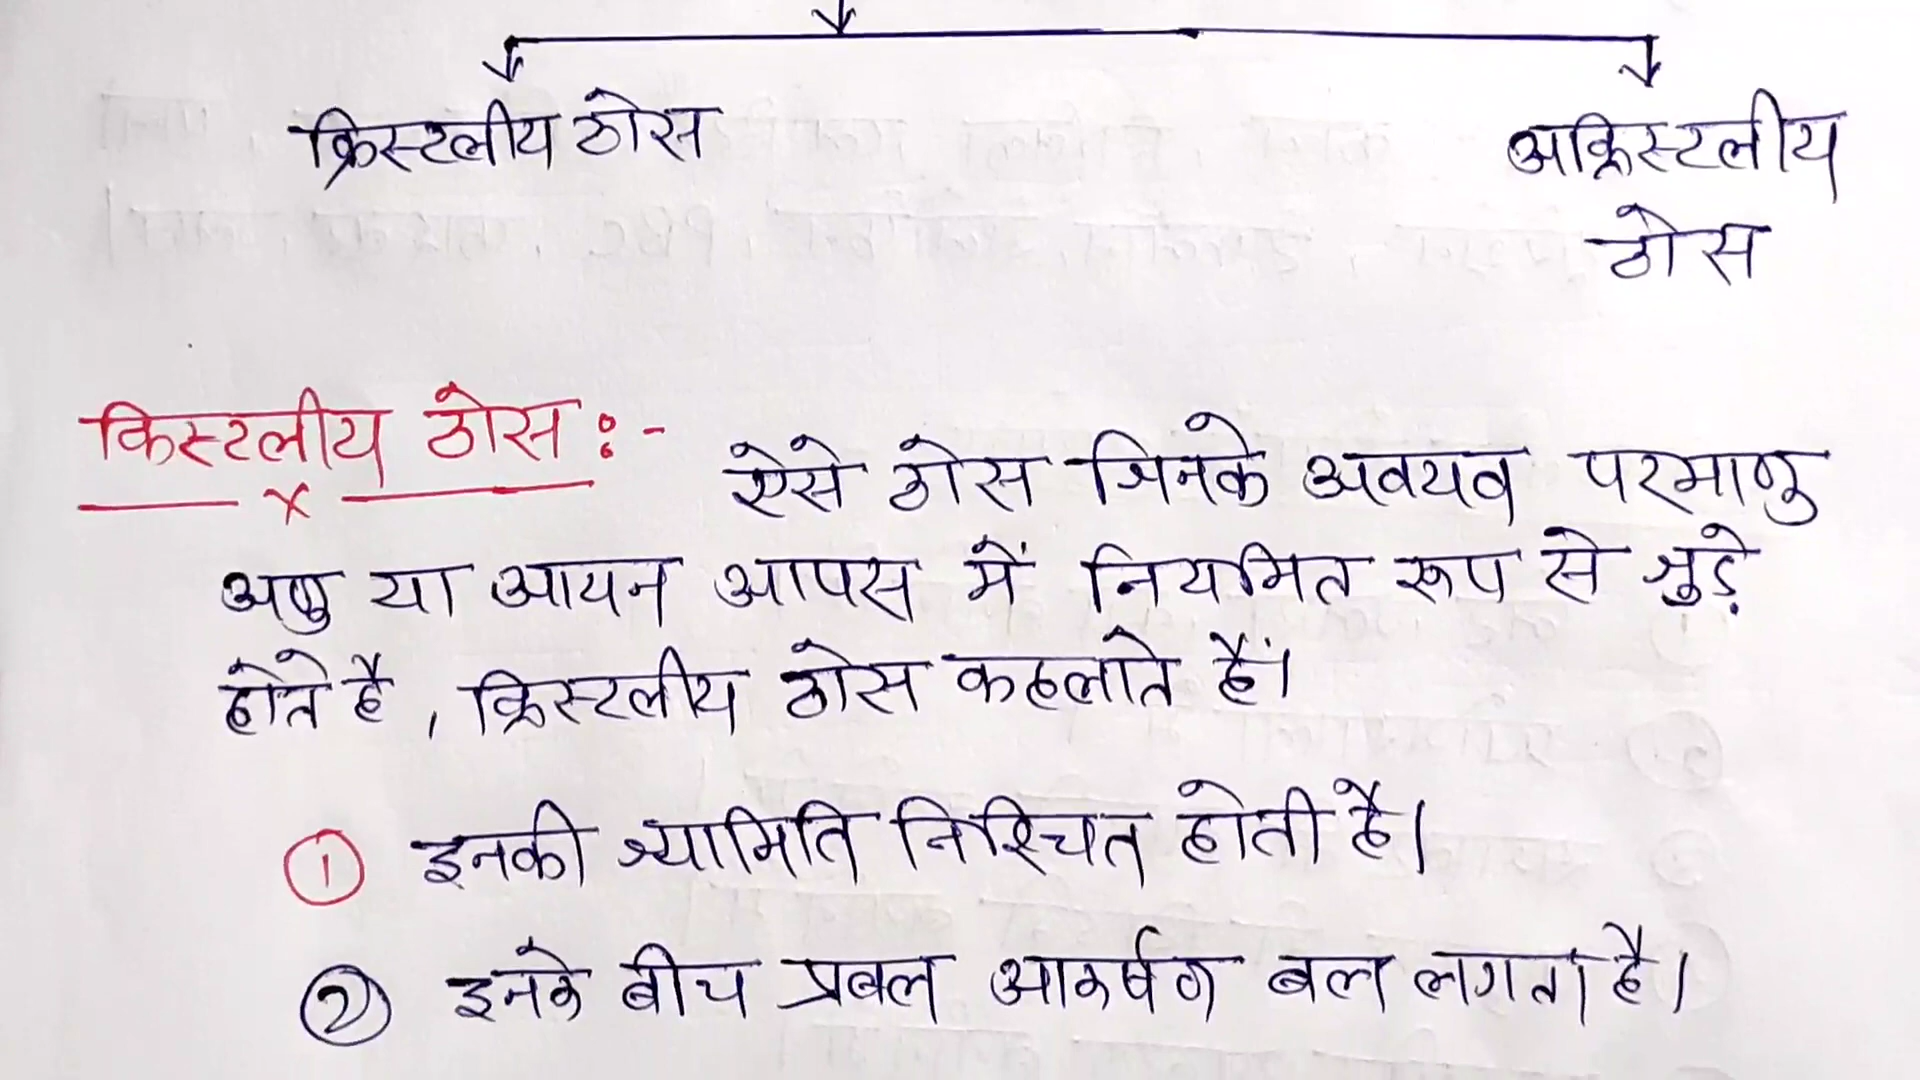 क्रिस्टलीय ठोस
अक्रिस्टलीय
ठोस
किस्टलीय ठोस :-
ऐसे ठोस जिनके अवयव परमाणु
अणु या आयन आपस में नियमित रूप से जुड़े
होते है, क्रिस्टलीय ठोस कहलाते हैं।
① इनकी ज्यामिति निश्चित होती है।
② इनके बीच प्रबल आकर्षण बल लगता है।